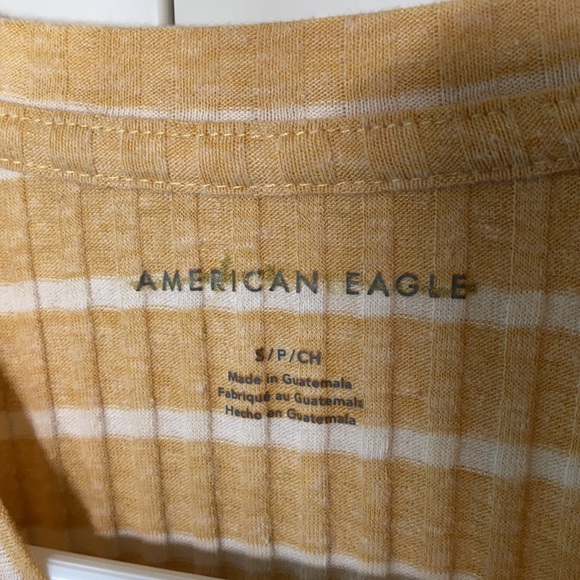 AMERICAN EAGLE
S/P/CH
Made in Guatemala
Fabriqué au Guatemala
Hecho en Guatemala